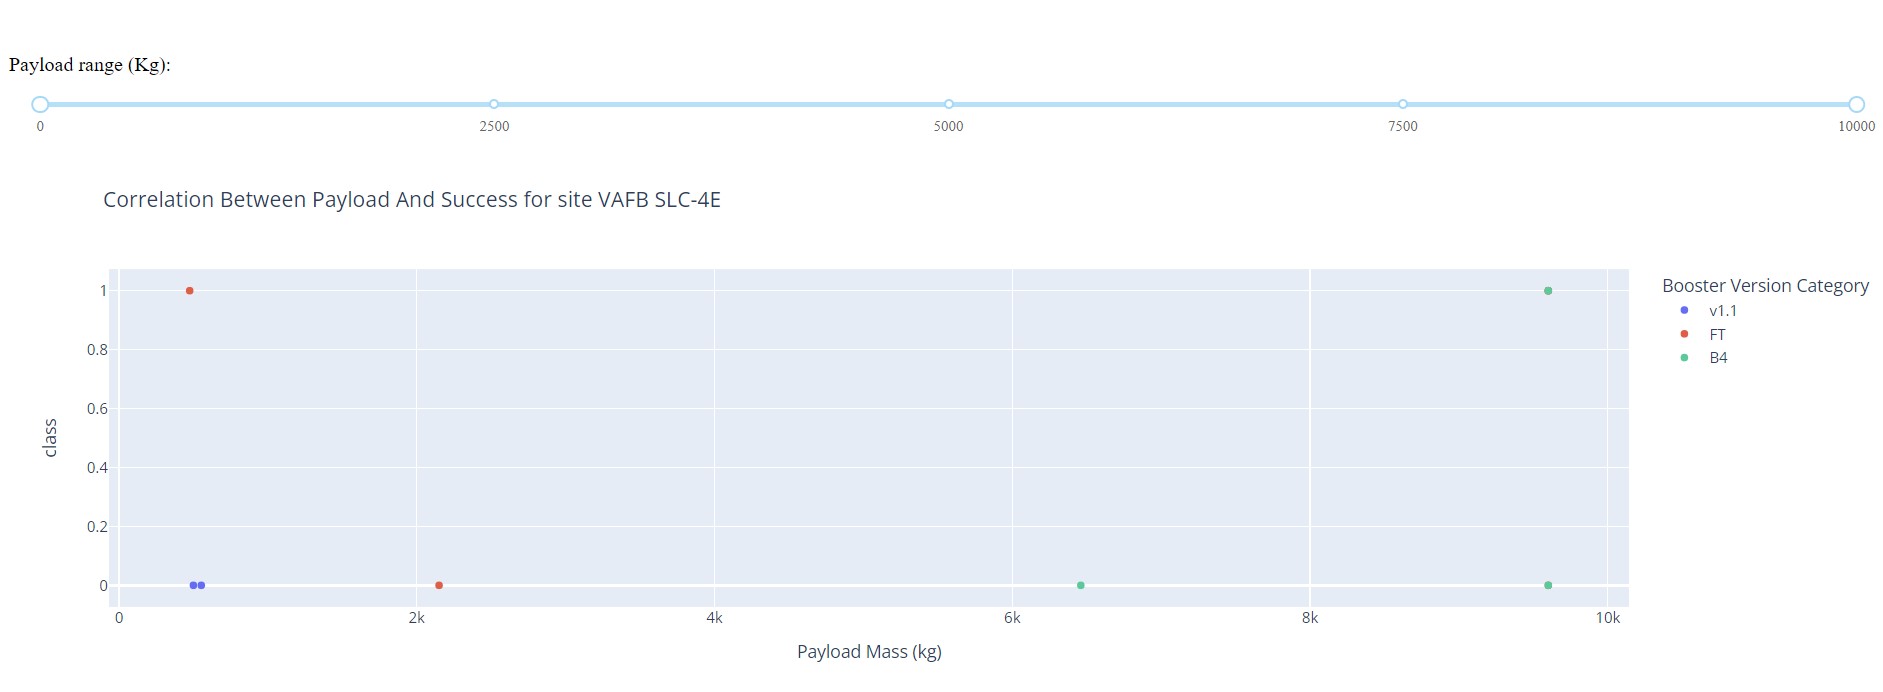 Payload range (Kg):
0 2500 5000 7500 10000
Correlation Between Payload And Success for site VAFB SLC-4E
Booster Version Category
v1.1
FT
B4
1
0.8
0.6
0.4
0.2
0
class
0 2k 4k 6k 8k 10k
Payload Mass (kg)